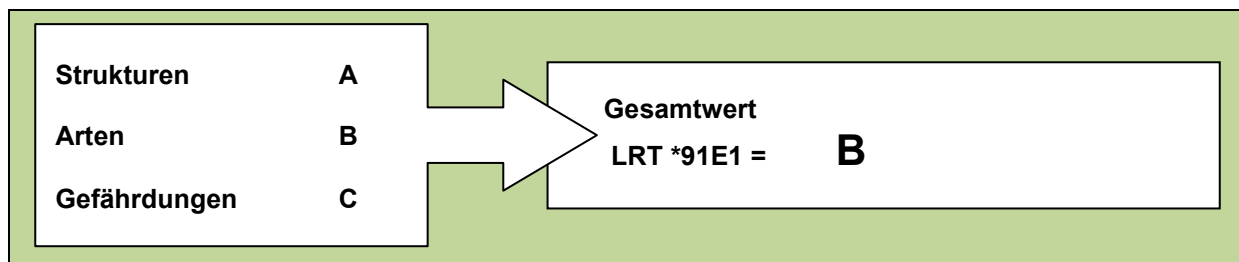 Strukturen A
Arten B
Gefährdungen C
Gesamtwert
LRT *91E1 = B